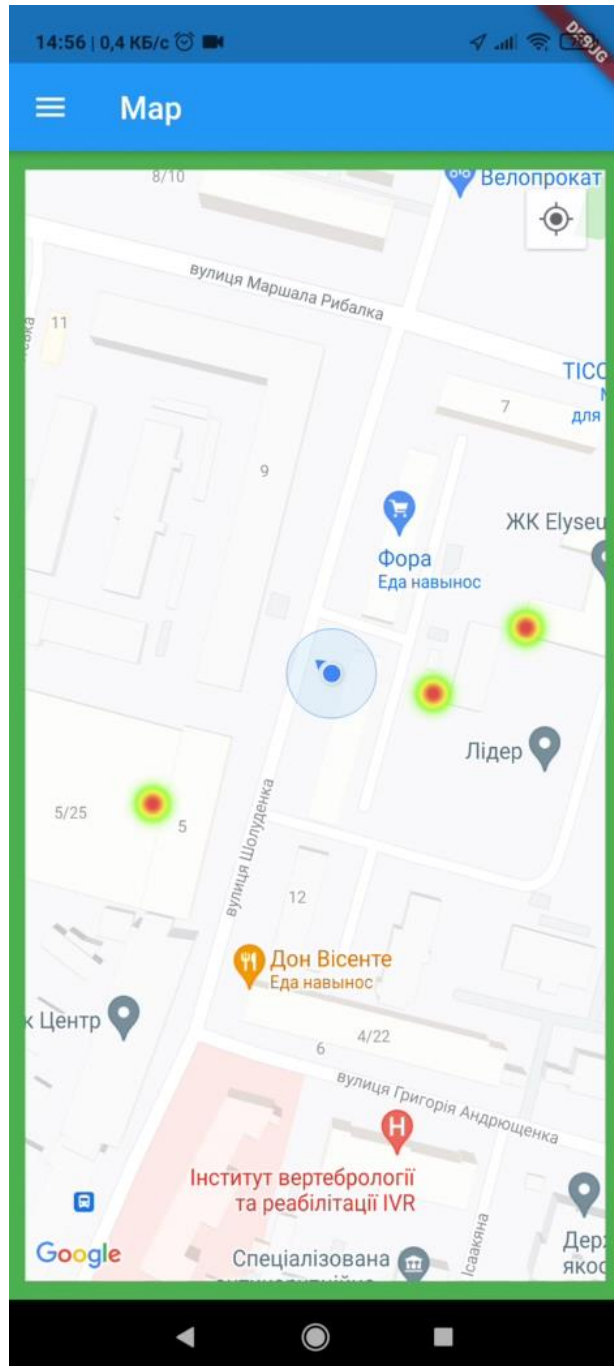 14:56 | 0,4 КБ/с
DEBUG
Map
8/10
Велопрокат
вулиця Маршала Рибалка
11
TICO
7
для
9
ЖК Elyseu
Фора
Еда навынос
Лідер
5/25
5
вулиця Шолуденка
12
Дон Вісенте
Еда навынос
к Центр
4/22
6
вулиця Григорія Андрющенка
H
Інститут вертебрології
та реабілітації IVR
Ісаакяна
Google
Спеціалізована
Держ
якос